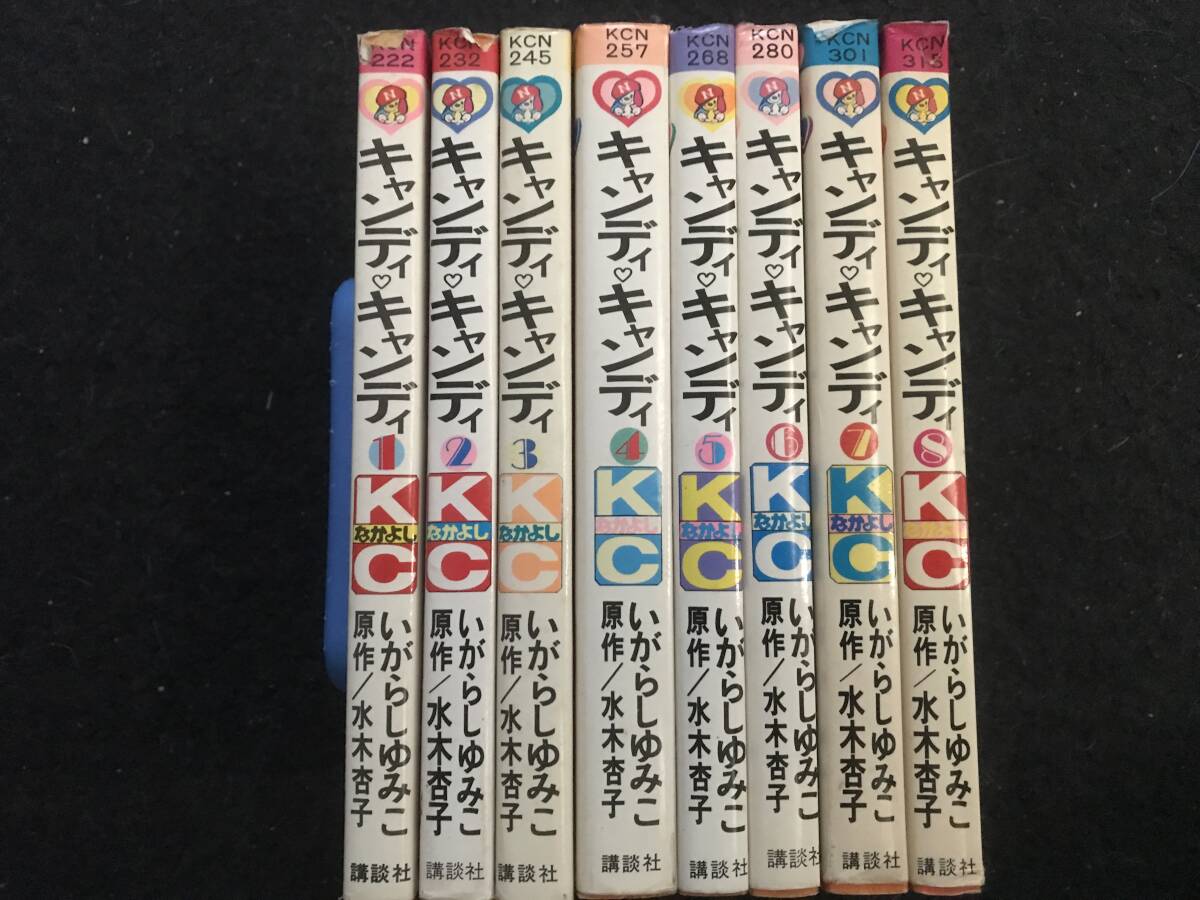 KCN
222
キャンディ♡キャンディ
1
K
なかよし
C
いがらしゆみこ
原作/水木杏子
講談社
KCN
232
キャンディ♡キャンディ
2
K
なかよし
C
いがらしゆみこ
原作/水木杏子
講談社
KCN
245
キャンディ♡キャンディ
3
K
なかよし
C
いがらしゆみこ
原作/水木杏子
講談社
KCN
257
キャンディ♡キャンディ
4
K
なかよし
C
いがらしゆみこ
原作/水木杏子
講談社
KCN
268
キャンディ♡キャンディ
5
K
なかよし
C
いがらしゆみこ
原作/水木杏子
講談社
KCN
280
キャンディ♡キャンディ
6
K
なかよし
C
いがらしゆみこ
原作/水木杏子
講談社
KCN
301
キャンディ♡キャンディ
7
K
なかよし
C
いがらしゆみこ
原作/水木杏子
講談社
KCN
313
キャンディ♡キャンディ
8
K
なかよし
C
いがらしゆみこ
原作/水木杏子
講談社